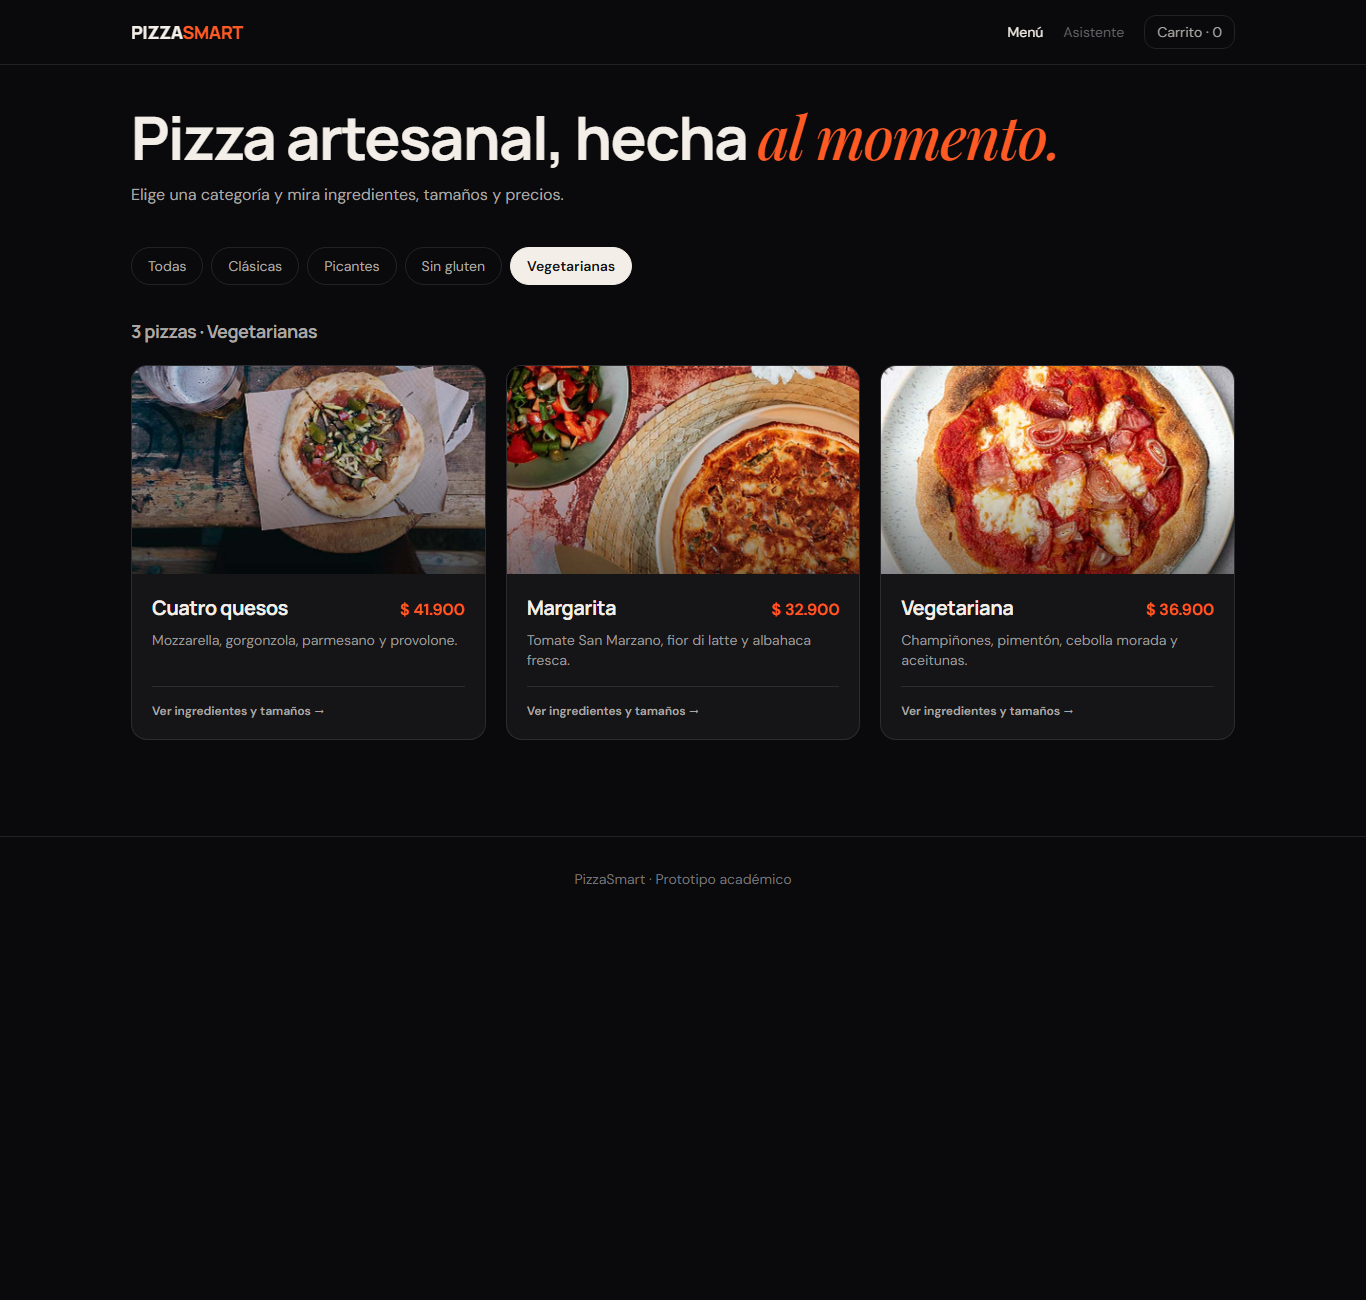 PIZZASMART
Menú
Asistente
Carrito · 0
Pizza artesanal, hecha al momento.
Elige una categoría y mira ingredientes, tamaños y precios.
Todas
Clásicas
Picantes
Sin gluten
Vegetarianas
3 pizzas · Vegetarianas
Cuatro quesos
$ 41.900
Mozzarella, gorgonzola, parmesano y provolone.
Ver ingredientes y tamaños →
Margarita
$ 32.900
Tomate San Marzano, fior di latte y albahaca
fresca.
Ver ingredientes y tamaños →
Vegetariana
$ 36.900
Champiñones, pimentón, cebolla morada y
aceitunas.
Ver ingredientes y tamaños →
PizzaSmart · Prototipo académico